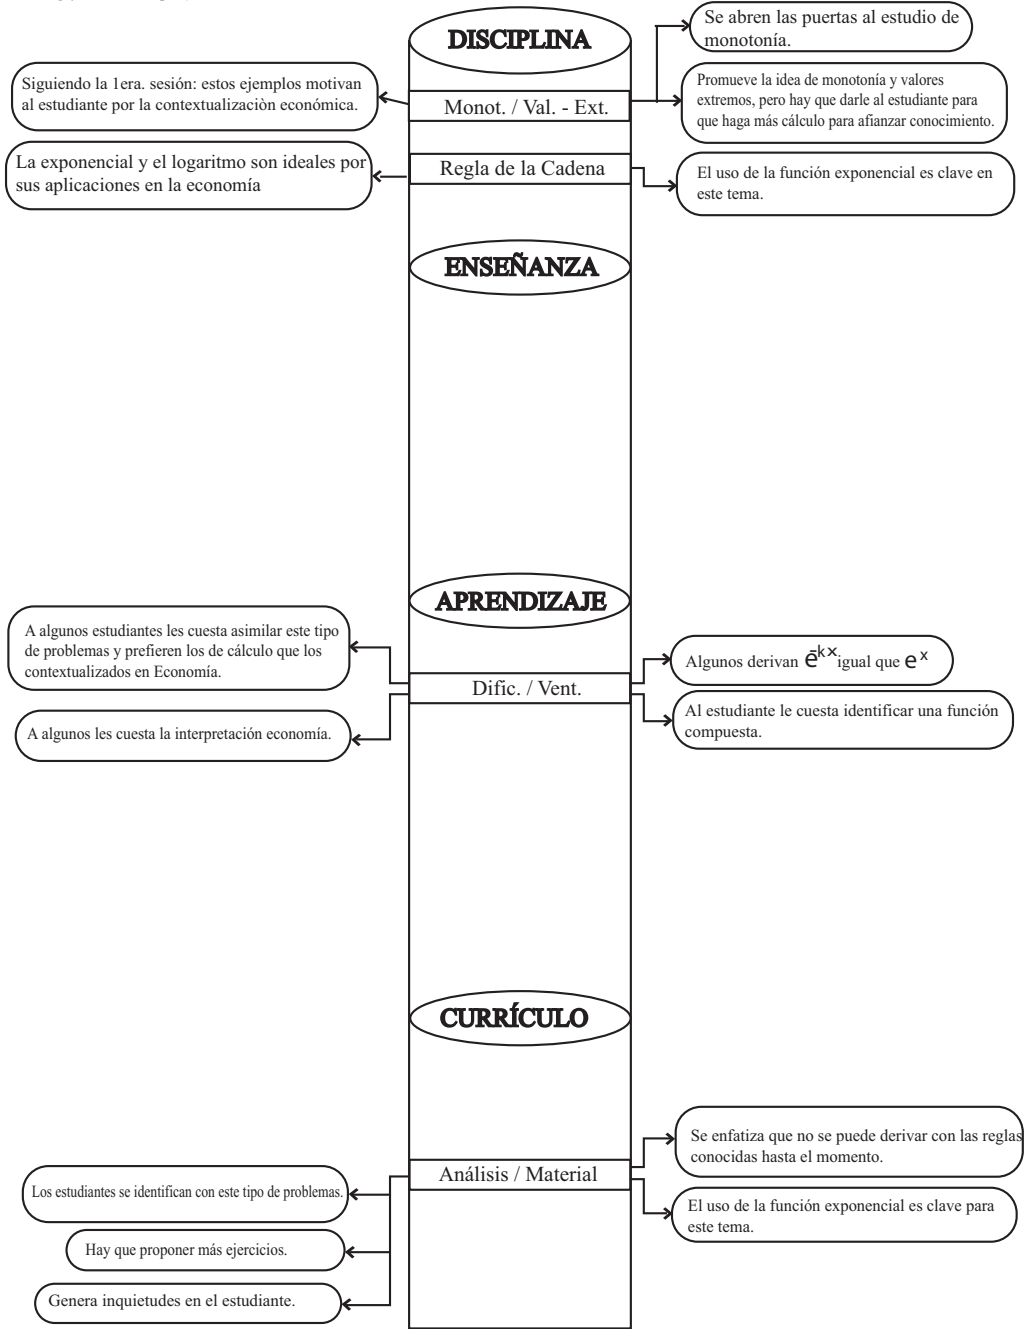 DISCIPLINA
Se abren las puertas al estudio de
monotonía.
Siguiendo la 1era. sesión: estos ejemplos motivan
al estudiante por la contextualizaciòn económica.
Monot. / Val. - Ext.
Promueve la idea de monotonía y valores
extremos, pero hay que darle al estudiante para
que haga más cálculo para afianzar conocimiento.
La exponencial y el logaritmo son ideales por
sus aplicaciones en la economía
Regla de la Cadena
El uso de la función exponencial es clave en
este tema.
ENSEÑANZA
APRENDIZAJE
A algunos estudiantes les cuesta asimilar este tipo
de problemas y prefieren los de cálculo que los
contextualizados en Economía.
Dific. / Vent.
Algunos derivan e^-kx igual que e^x
A algunos les cuesta la interpretación economía.
Al estudiante le cuesta identificar una función
compuesta.
CURRÍCULO
Se enfatiza que no se puede derivar con las reglas
conocidas hasta el momento.
Análisis / Material
Los estudiantes se identifican con este tipo de problemas.
El uso de la función exponencial es clave para
este tema.
Hay que proponer más ejercicios.
Genera inquietudes en el estudiante.